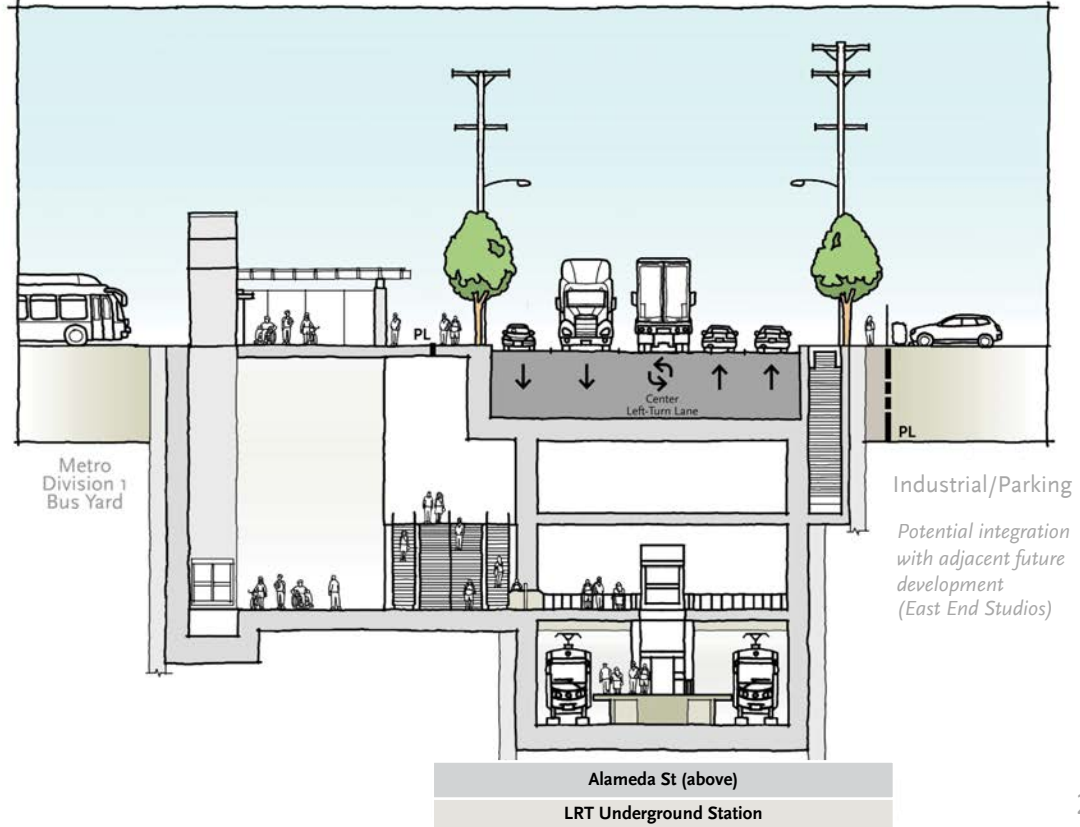 PL
Center
Left-Turn Lane
PL
Metro
Division 1
Bus Yard
Industrial/Parking
Potential integration
with adjacent future
development
(East End Studios)
Alameda St (above)
LRT Underground Station